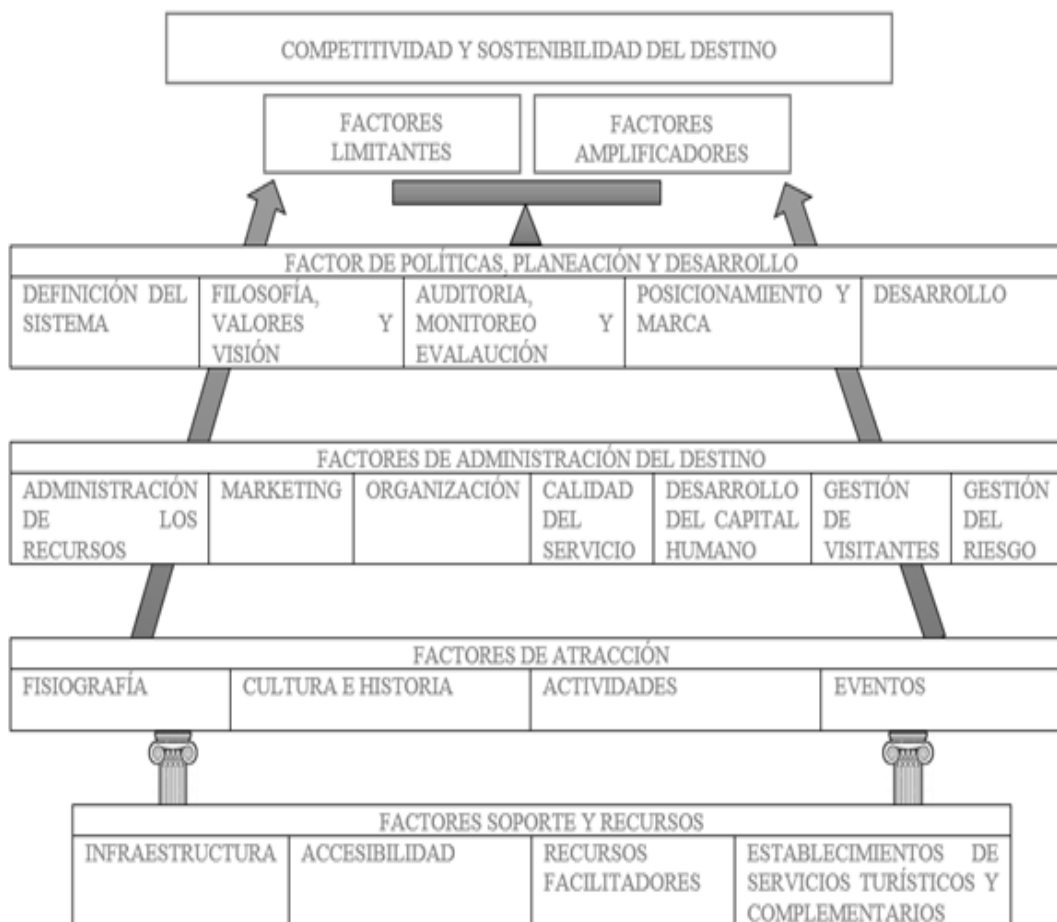 COMPETITIVIDAD Y SOSTENIBILIDAD DEL DESTINO
FACTORES
LIMITANTES
FACTORES
AMPLIFICADORES
FACTOR DE POLÍTICAS, PLANEACIÓN Y DESARROLLO
DEFINICIÓN DEL
SISTEMA
FILOSOFÍA,
VALORES Y
VISIÓN
AUDITORIA,
MONITOREO Y
EVALAUCIÓN
POSICIONAMIENTO Y
MARCA
DESARROLLO
FACTORES DE ADMINISTRACIÓN DEL DESTINO
ADMINISTRACIÓN
DE LOS
RECURSOS
MARKETING
ORGANIZACIÓN
CALIDAD
DEL
SERVICIO
DESARROLLO
DEL CAPITAL
HUMANO
GESTIÓN
DE
VISITANTES
GESTIÓN
DEL
RIESGO
FACTORES DE ATRACCIÓN
FISIOGRAFÍA
CULTURA E HISTORIA
ACTIVIDADES
EVENTOS
FACTORES SOPORTE Y RECURSOS
INFRAESTRUCTURA
ACCESIBILIDAD
RECURSOS
FACILITADORES
ESTABLECIMIENTOS DE
SERVICIOS TURÍSTICOS Y
COMPLEMENTARIOS